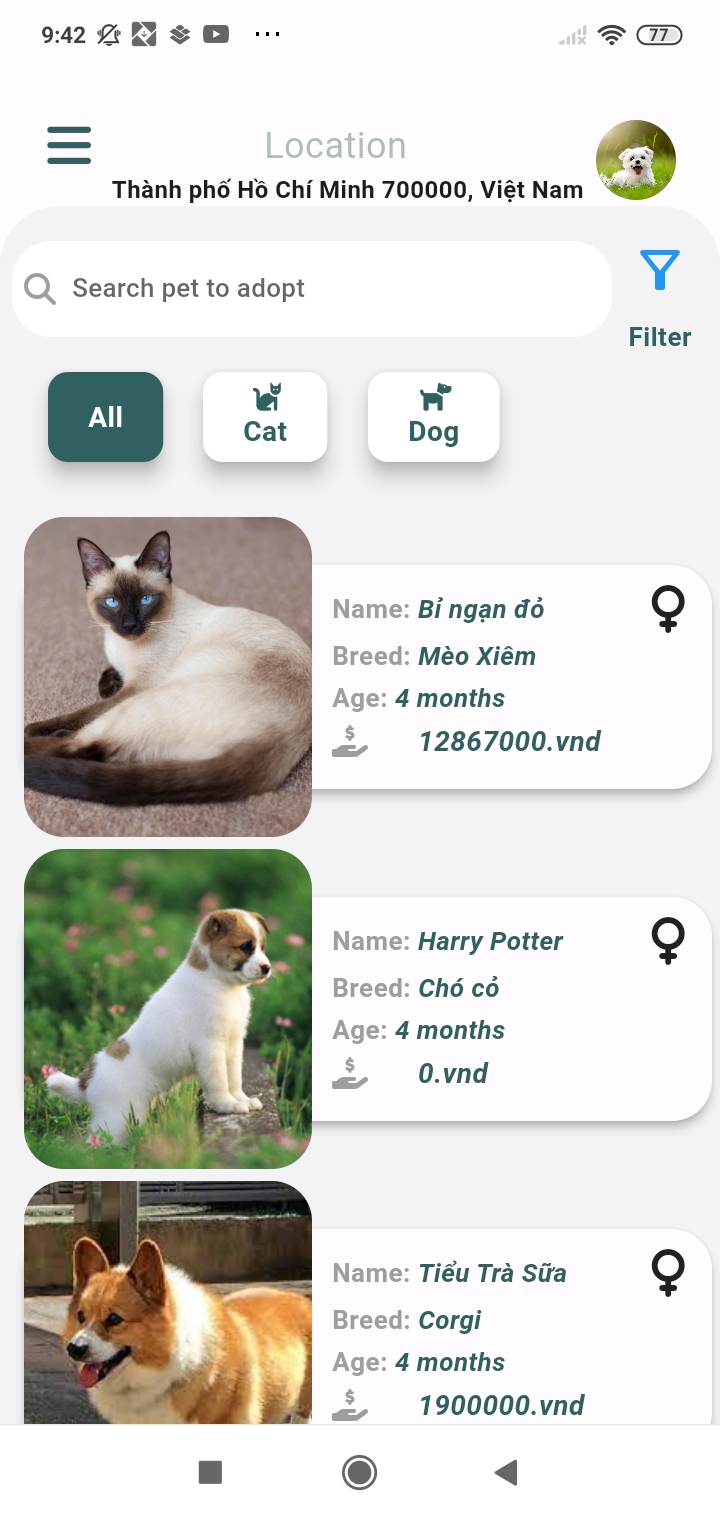 9:42
77
Location
Thành phố Hồ Chí Minh 700000, Việt Nam
Search pet to adopt
Filter
All
Cat
Dog
Name: Bỉ ngạn đỏ
Breed: Mèo Xiêm
Age: 4 months
$ 12867000.vnd
Name: Harry Potter
Breed: Chó cỏ
Age: 4 months
$ 0.vnd
Name: Tiểu Trà Sữa
Breed: Corgi
Age: 4 months
$ 1900000.vnd